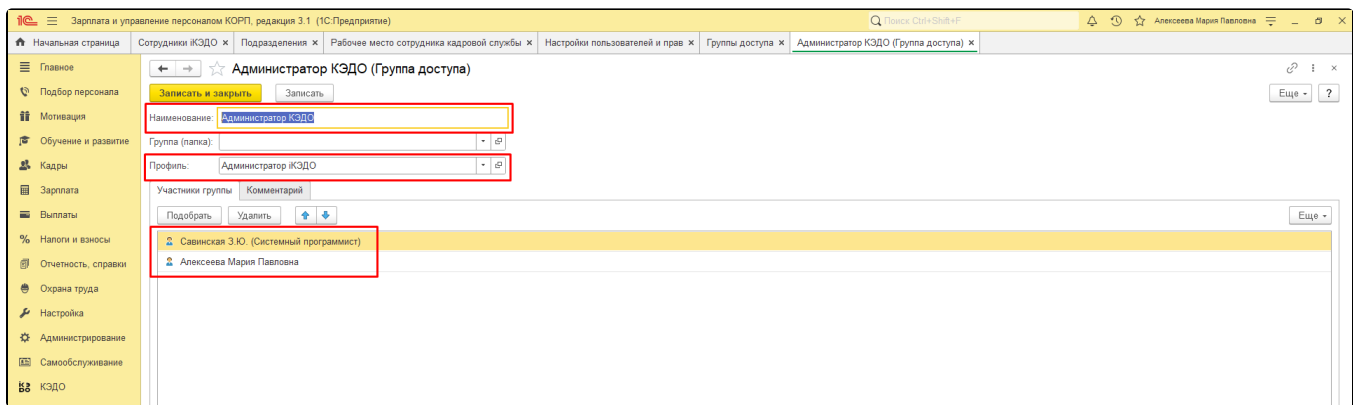 1С Зарплата и управление персоналом КОРП, редакция 3.1 (1С:Предприятие) Поиск Ctrl+Shift+F Алексеева Мария Павловна
Начальная страница Сотрудники iКЭДО × Подразделения × Рабочее место сотрудника кадровой службы × Настройки пользователей и прав × Группы доступа × Администратор КЭДО (Группа доступа) ×
Главное
Подбор персонала
Мотивация
Обучение и развитие
Кадры
Зарплата
Выплаты
Налоги и взносы
Отчетность, справки
Охрана труда
Настройка
Администрирование
Самообслуживание
КЭДО
Администратор КЭДО (Группа доступа)
Записать и закрыть Записать Еще ?
Наименование: Администратор КЭДО
Группа (папка):
Профиль: Администратор iКЭДО
Участники группы Комментарий
Подобрать Удалить Еще
Савинская З.Ю. (Системный программист)
Алексеева Мария Павловна